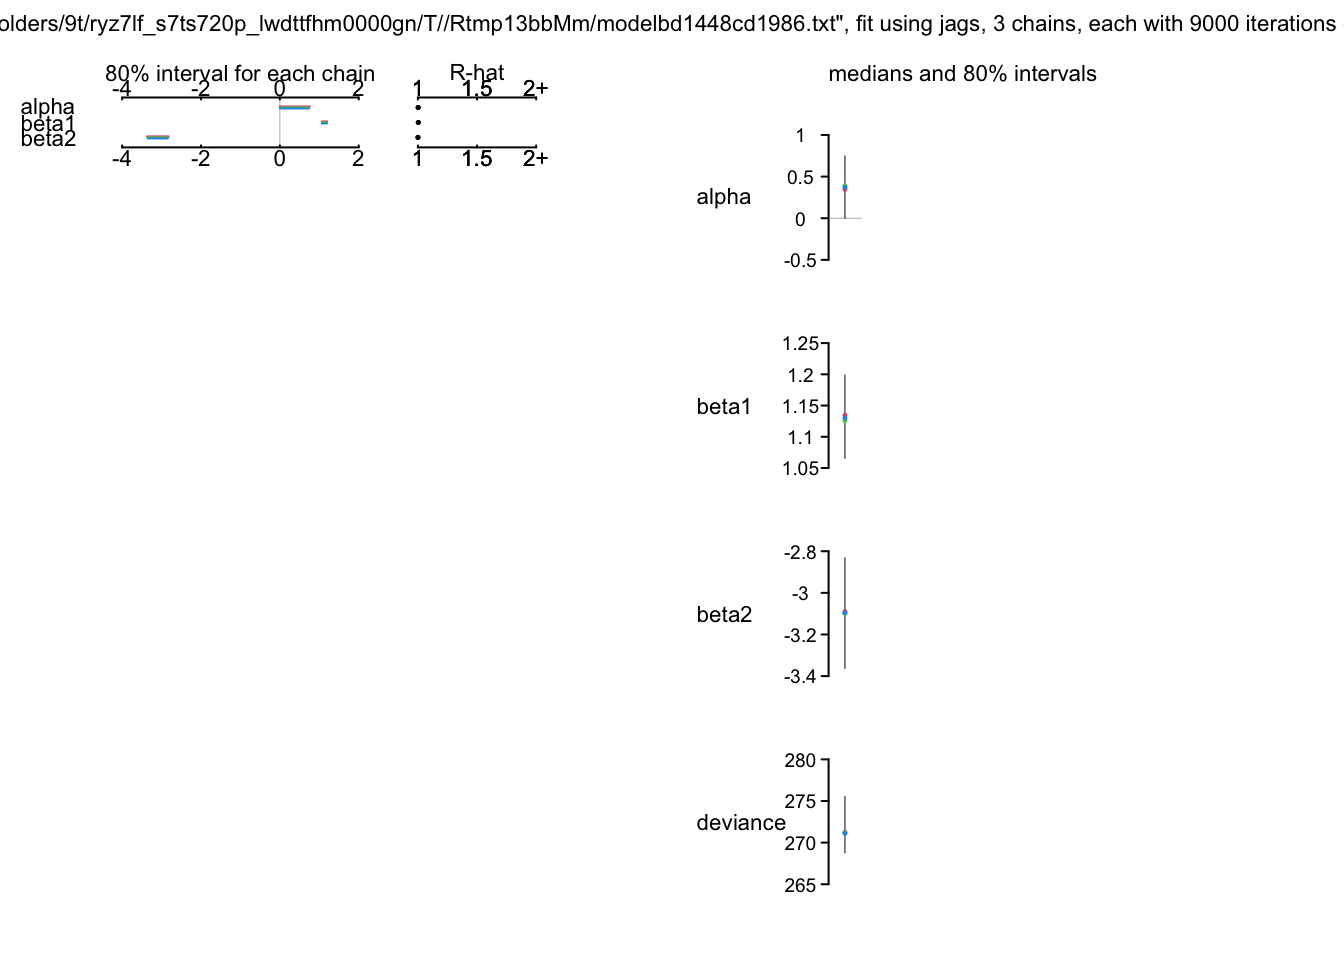 olders/9t/ryz7lf_s7ts720p_lwdttfhm0000gn/T//Rtmp13bbMm/modelbd1448cd1986.txt", fit using jags, 3 chains, each with 9000 iterations
80% interval for each chain R-hat
-4 -2 0 2 1 1.5 2+
alpha
beta1
beta2
-4 -2 0 2 1 1.5 2+
medians and 80% intervals
alpha
1
0.5
0
-0.5
beta1
1.25
1.2
1.15
1.1
1.05
beta2
-2.8
-3
-3.2
-3.4
deviance
280
275
270
265